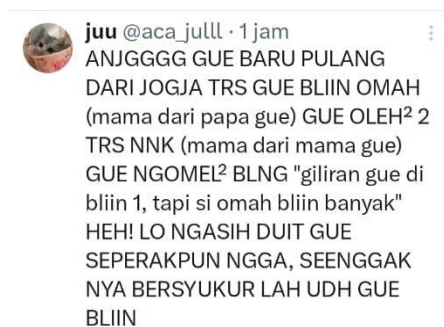 juu @aca_julll · 1 jam
ANJGGGG GUE BARU PULANG
DARI JOGJA TRS GUE BLIIN OMAH
(mama dari papa gue) GUE OLEH² 2
TRS NNK (mama dari mama gue)
GUE NGOMEL² BLNG "giliran gue di
bliin 1, tapi si omah bliin banyak"
HEH! LO NGASIH DUIT GUE
SEPERAKPUN NGGA, SEENGGAK
NYA BERSYUKUR LAH UDH GUE
BLIIN